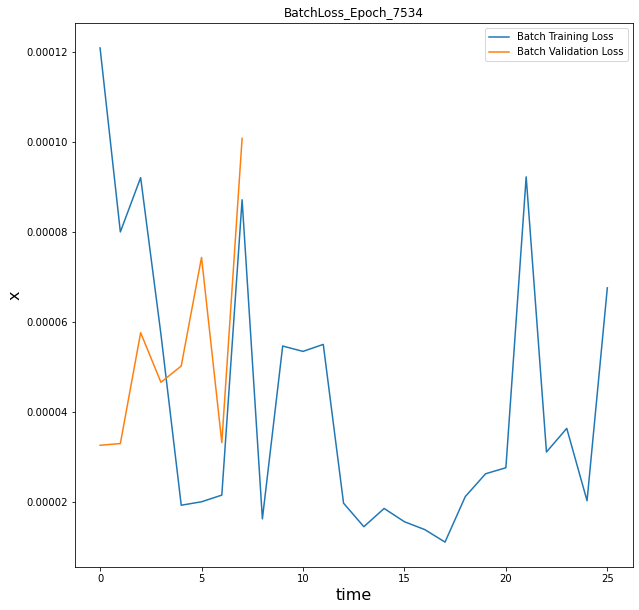 BatchLoss_Epoch_7534
Batch Training Loss
Batch Validation Loss
0.00012
0.00010
0.00008
0.00006
0.00004
0.00002
x
0 5 10 15 20 25
time